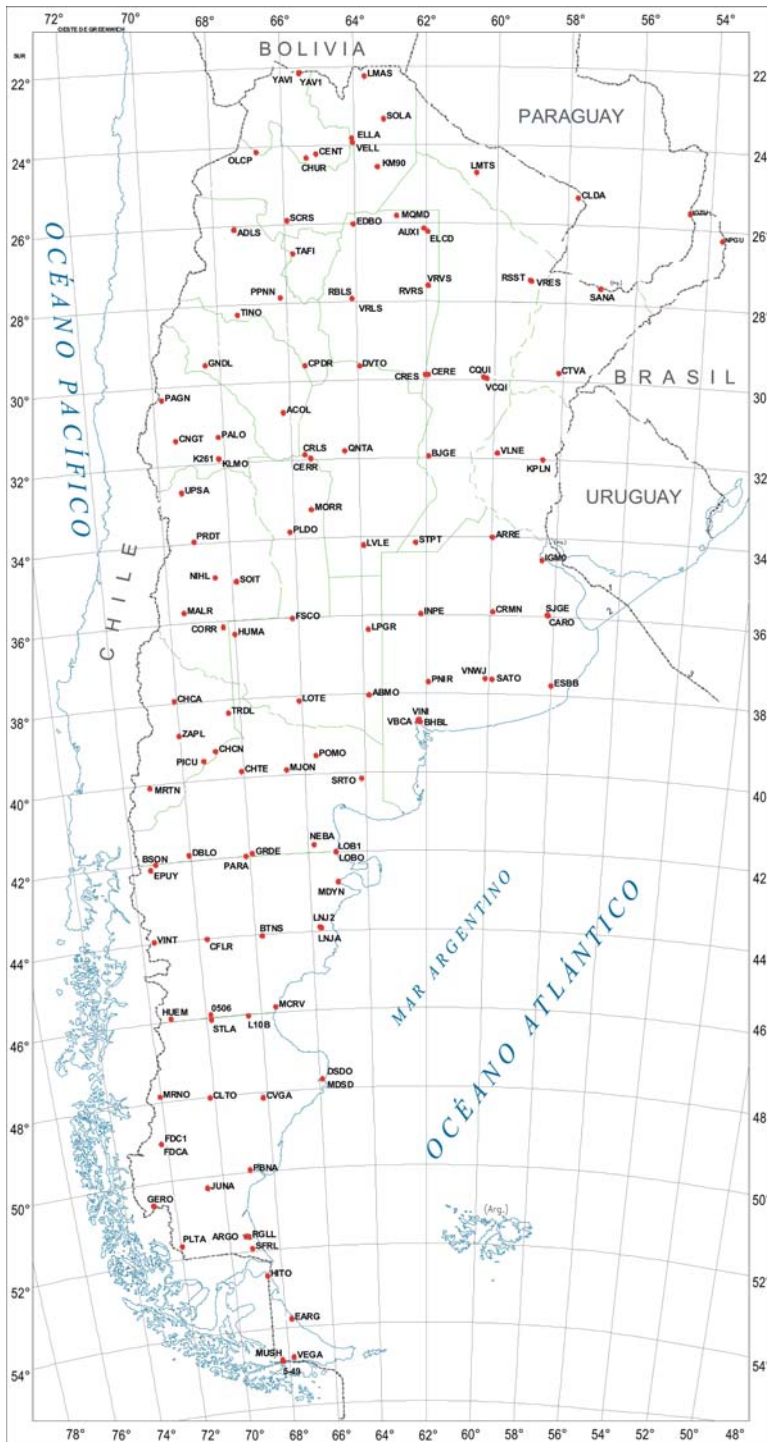 72° 70° 68° 66° 64° 62° 60° 58° 56° 54°
OESTE DE GREENWICH
SUR
BOLIVIA
YAVI YAV1 LMAS
22° 22°
SOLA
PARAGUAY
ELLA
VELL
OLCP CENT
CHUR KM90 LMTS
24° 24°
CLDA
IGZU
SCRS EDBO MQMD
ADLS AUXI ELCD
NPGU
26° 26°
TAFI
RSST VRES
VRVS
RVRS
SANA
(Arg.)
PPNN RBLS
VRLS
TINO
28° 28°
OCÉANO PACÍFICO
GNDL CPDR DVTO
CRES CERE CQUI
VCQI
CTVA
BRASIL
PAGN
30° 30°
ACOL
CNGT PALO
CRLS QNTA
CERR
BJGE VLNE
K261 KLMO
KPLN
UPSA
URUGUAY
32° 32°
MORR
PRDT PLDO
LVLE STPT ARRE
(Arg.)
IGM0
34° 34°
CHILE
NIHL SOIT
1
2
3
MALR FSCO INPE CRMN SJGE
CARO
CORR HUMA LPGR
36° 36°
PNIR VNWJ SATO ESBB
CHCA LOTE ABMO
TRDL
VINI
VBCA BHBL
38° 38°
ZAPL
CHCN POMO
PICU CHTE MJON
SRTO
MRTN
40° 40°
NEBA
LOB1
LOBO
BSON DBLO GRDE
PARA
EPUY
MDYN
42° 42°
LNJ2
LNJA
VINT CFLR BTNS
MAR ARGENTINO
OCÉANO ATLÁNTICO
44° 44°
HUEM 0506 MCRV
STLA L10B
46° 46°
DSDO
MDSD
MRNO CLTO CVGA
48° 48°
FDC1
FDCA
PBNA
JUNA
50° 50°
GERO
(Arg.)
PLTA ARGO RGLL
SFRL
HITO
52° 52°
EARG
MUSH VEGA
5-49
54° 54°
78° 76° 74° 72° 70° 68° 66° 64° 62° 60° 58° 56° 54° 52° 50° 48°